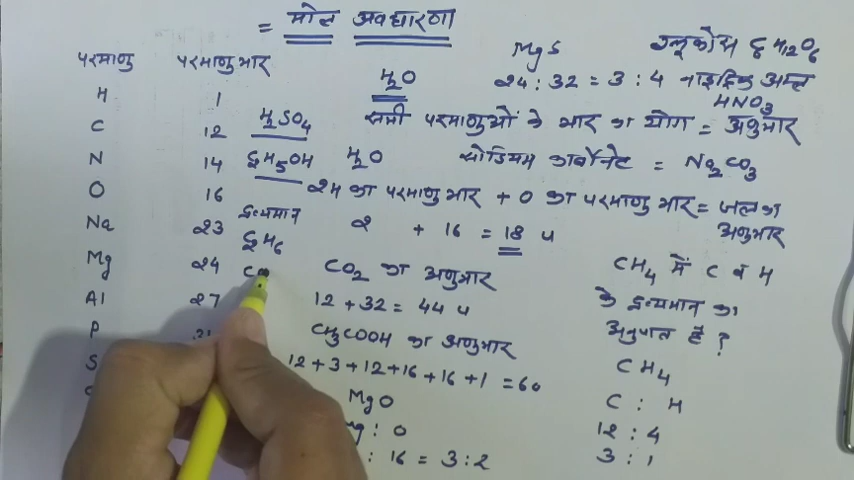 = मोल अवधारणा
परमाणु परमाणुभार
H 1
C 12
N 14
O 16
Na 23
Mg 24
Al 27
P 31
S
H₂O
H₂SO₄
C₂H₅OH
द्रव्यमान
C₂H₆
MgS
24 : 32 = 3 : 4
ग्लूकोस C₆H₁₂O₆
नाइट्रिक अम्ल
HNO₃
सभी परमाणुओं के भार का योग = अणुभार
H₂O सोडियम कार्बोनेट = Na₂CO₃
2H का परमाणु भार + O का परमाणु भार = जल का अणुभार
2 + 16 = 18 u
CO₂ का अणुभार
12 + 32 = 44 u
CH₃COOH का अणुभार
12 + 3 + 12 + 16 + 16 + 1 = 60
MgO
: O
: 16 = 3 : 2
CH₄ में C व H
के द्रव्यमान का
अनुपात है ?
CH₄
C : H
12 : 4
3 : 1